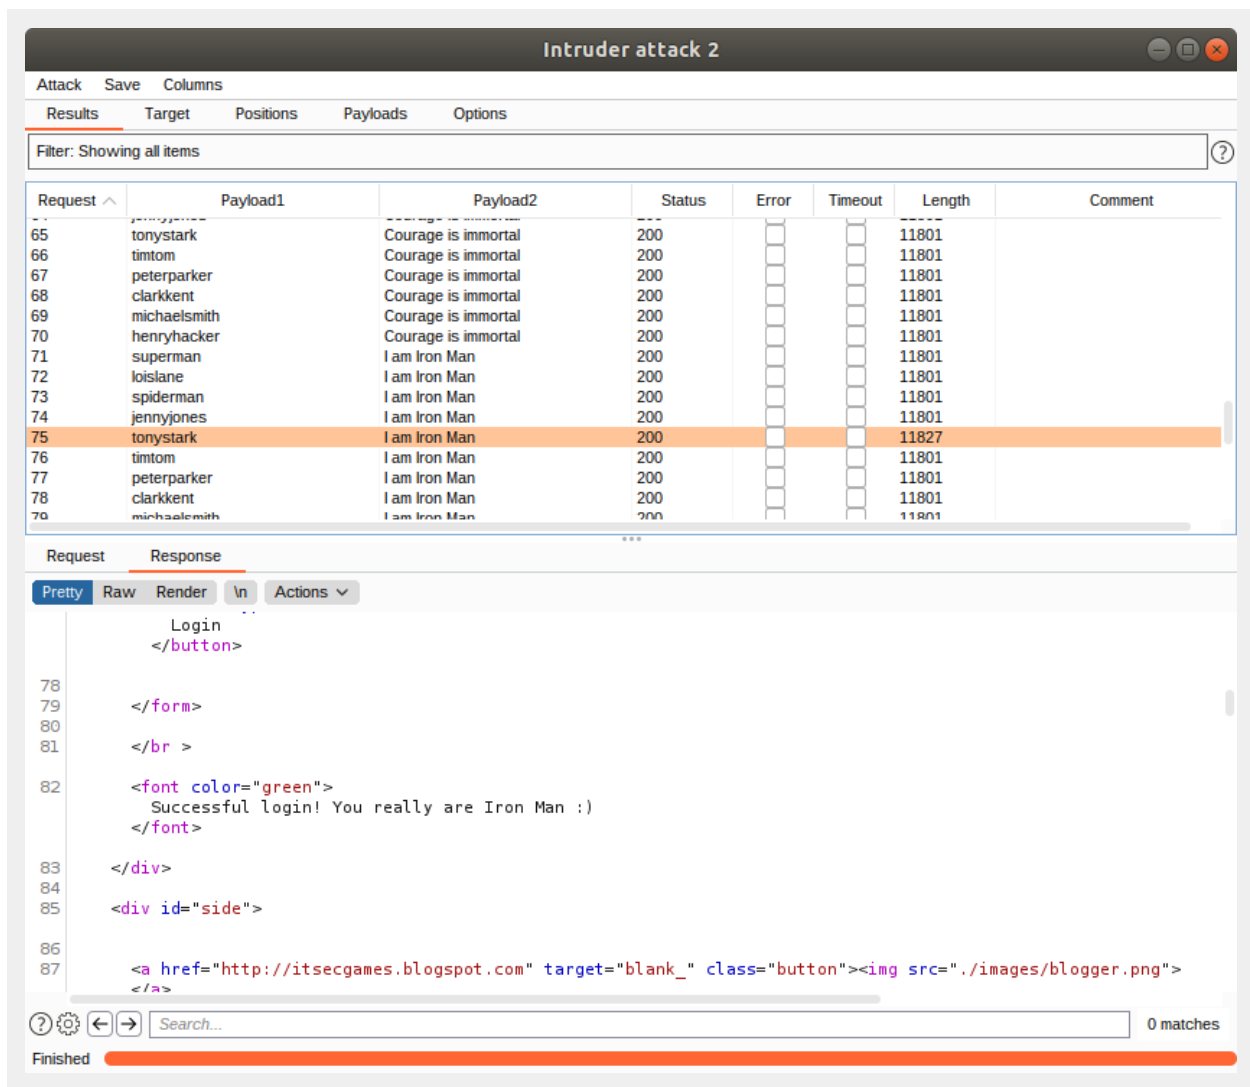 Intruder attack 2
Attack Save Columns
Results Target Positions Payloads Options
Filter: Showing all items
Request Payload1 Payload2 Status Error Timeout Length Comment
65 tonystark Courage is immortal 200 11801
66 timtom Courage is immortal 200 11801
67 peterparker Courage is immortal 200 11801
68 clarkkent Courage is immortal 200 11801
69 michaelsmith Courage is immortal 200 11801
70 henryhacker Courage is immortal 200 11801
71 superman I am Iron Man 200 11801
72 loislane I am Iron Man 200 11801
73 spiderman I am Iron Man 200 11801
74 jennyjones I am Iron Man 200 11801
75 tonystark I am Iron Man 200 11827
76 timtom I am Iron Man 200 11801
77 peterparker I am Iron Man 200 11801
78 clarkkent I am Iron Man 200 11801
79 michaelsmith I am Iron Man 200 11801
Request Response
Pretty Raw Render \n Actions
Login
</button>
78
79 </form>
80
81 </br >
82 <font color="green">
Successful login! You really are Iron Man :)
</font>
83 </div>
84
85 <div id="side">
86
87 <a href="http://itsecgames.blogspot.com" target="blank_" class="button"><img src="./images/blogger.png">
</a>
Search... 0 matches
Finished